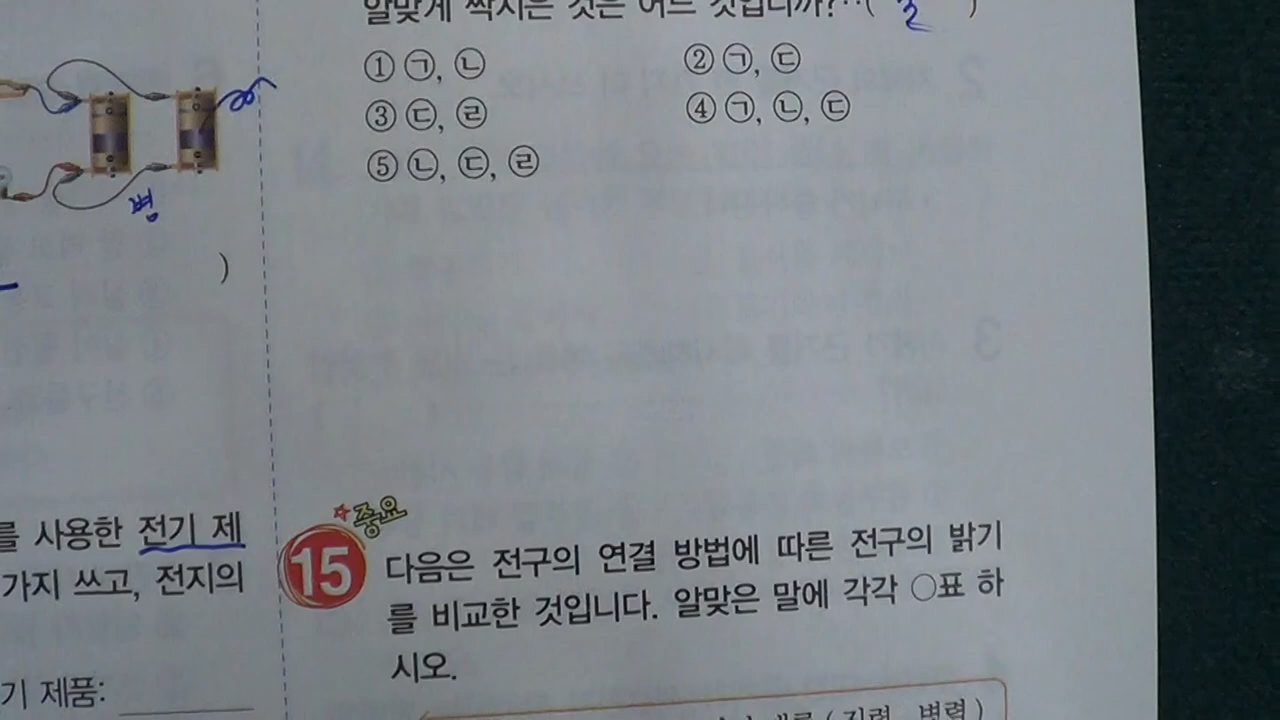 병
)
를 사용한 전기 제
가지 쓰고, 전지의
기 제품:
알맞게 짝지은 것은 어느 것입니까?··( 2 )
① ㉠, ㉡
② ㉠, ㉢
③ ㉢, ㉣
④ ㉠, ㉡, ㉢
⑤ ㉡, ㉢, ㉣
중요
15 다음은 전구의 연결 방법에 따른 전구의 밝기
를 비교한 것입니다. 알맞은 말에 각각 ○표 하
시오.
(직렬, 병렬)